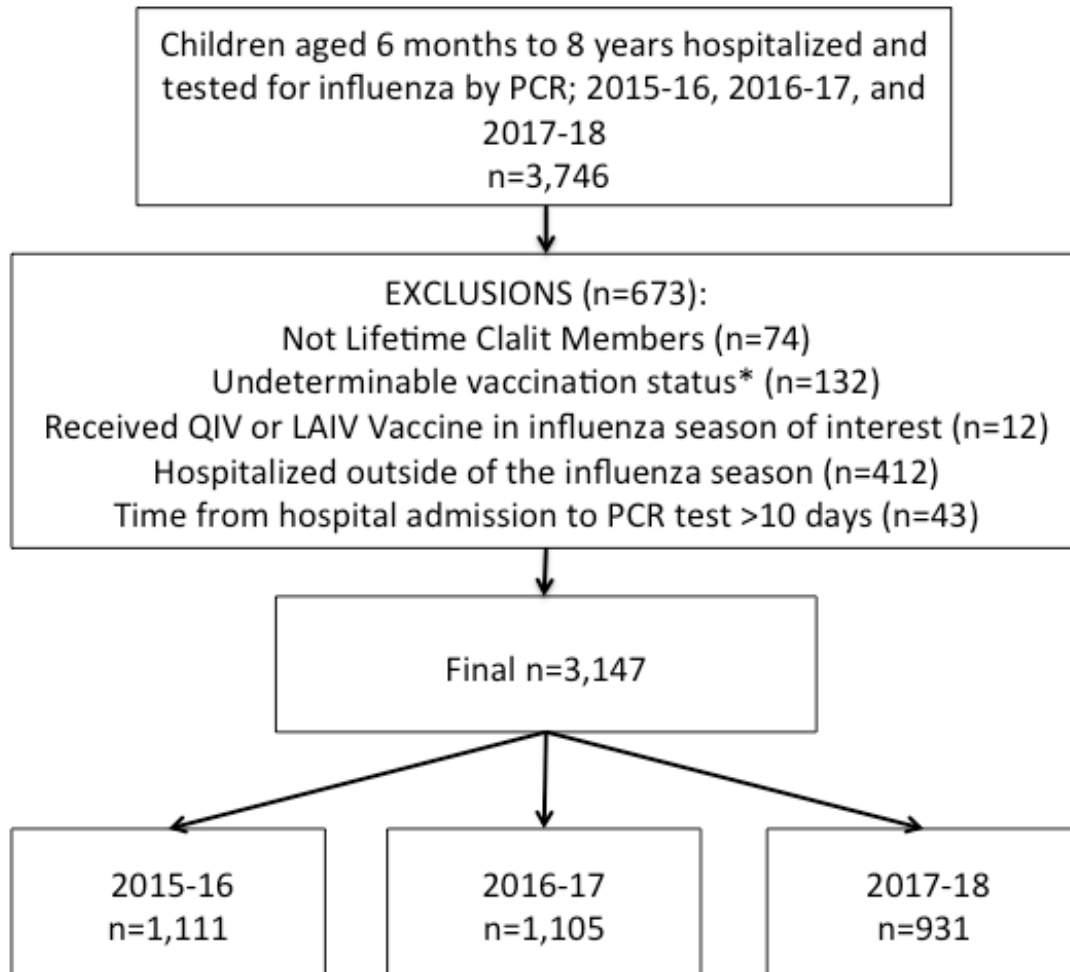 Children aged 6 months to 8 years hospitalized and
tested for influenza by PCR; 2015-16, 2016-17, and
2017-18
n=3,746
EXCLUSIONS (n=673):
Not Lifetime Clalit Members (n=74)
Undeterminable vaccination status* (n=132)
Received QIV or LAIV Vaccine in influenza season of interest (n=12)
Hospitalized outside of the influenza season (n=412)
Time from hospital admission to PCR test >10 days (n=43)
Final n=3,147
2015-16
n=1,111
2016-17
n=1,105
2017-18
n=931